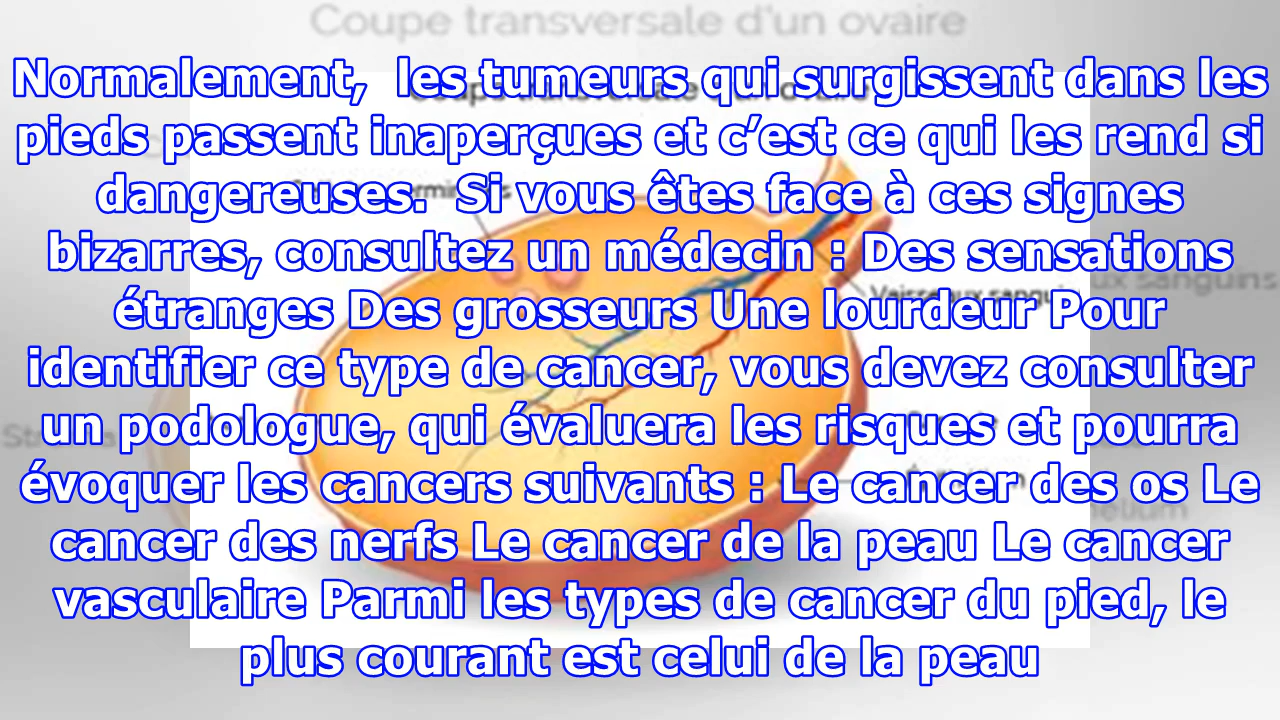 Coupe transversale d'un ovaire
Normalement, les tumeurs qui surgissent dans les
pieds passent inaperçues et c’est ce qui les rend si
dangereuses. Si vous êtes face à ces signes
bizarres, consultez un médecin : Des sensations
étranges Des grosseurs Une lourdeur Pour
identifier ce type de cancer, vous devez consulter
un podologue, qui évaluera les risques et pourra
évoquer les cancers suivants : Le cancer des os Le
cancer des nerfs Le cancer de la peau Le cancer
vasculaire Parmi les types de cancer du pied, le
plus courant est celui de la peau